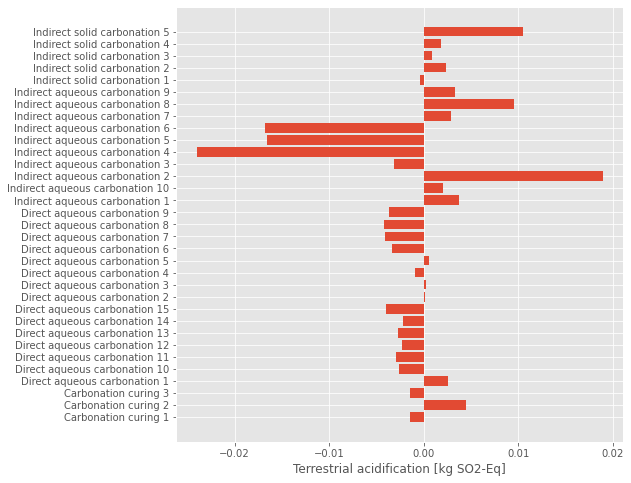 Indirect solid carbonation 5
Indirect solid carbonation 4
Indirect solid carbonation 3
Indirect solid carbonation 2
Indirect solid carbonation 1
Indirect aqueous carbonation 9
Indirect aqueous carbonation 8
Indirect aqueous carbonation 7
Indirect aqueous carbonation 6
Indirect aqueous carbonation 5
Indirect aqueous carbonation 4
Indirect aqueous carbonation 3
Indirect aqueous carbonation 2
Indirect aqueous carbonation 10
Indirect aqueous carbonation 1
Direct aqueous carbonation 9
Direct aqueous carbonation 8
Direct aqueous carbonation 7
Direct aqueous carbonation 6
Direct aqueous carbonation 5
Direct aqueous carbonation 4
Direct aqueous carbonation 3
Direct aqueous carbonation 2
Direct aqueous carbonation 15
Direct aqueous carbonation 14
Direct aqueous carbonation 13
Direct aqueous carbonation 12
Direct aqueous carbonation 11
Direct aqueous carbonation 10
Direct aqueous carbonation 1
Carbonation curing 3
Carbonation curing 2
Carbonation curing 1
−0.02 −0.01 0.00 0.01 0.02
Terrestrial acidification [kg SO2-Eq]